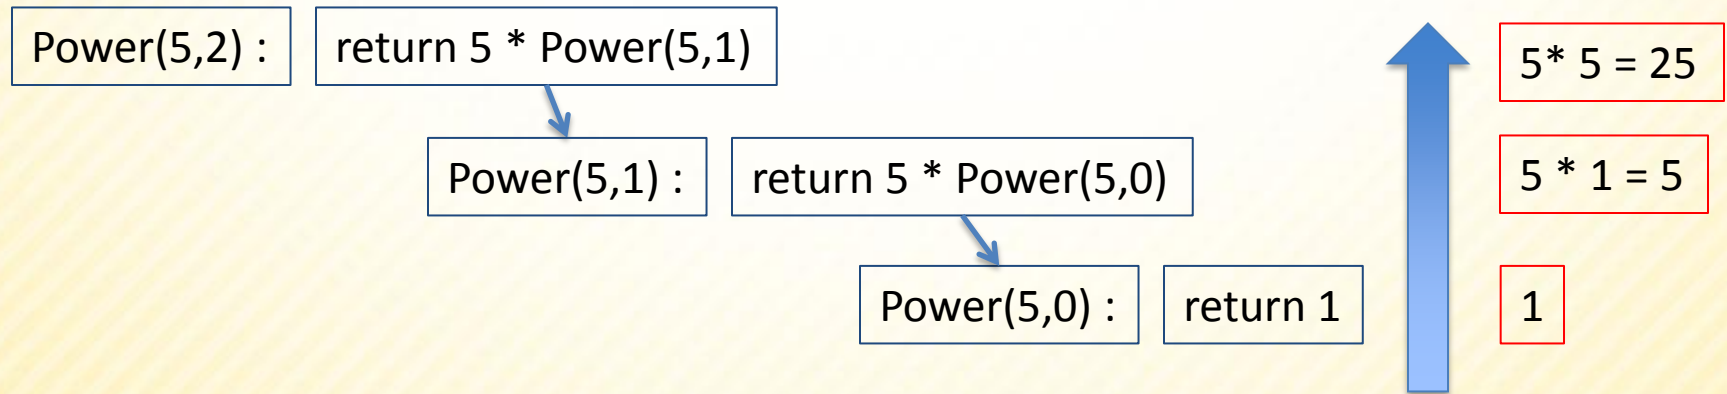 Power(5,2) : return 5 * Power(5,1) 5* 5 = 25
Power(5,1) : return 5 * Power(5,0) 5 * 1 = 5
Power(5,0) : return 1 1